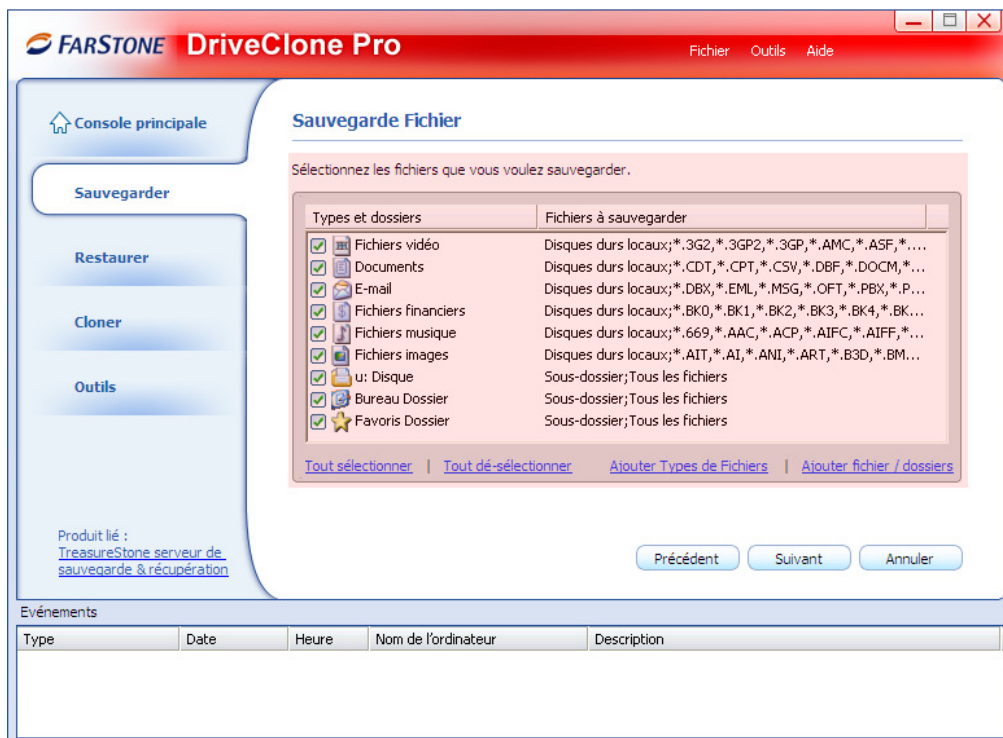 FARSTONE DriveClone Pro
Fichier Outils Aide
Console principale
Sauvegarder
Restaurer
Cloner
Outils
Produit lié :
TreasureStone serveur de
sauvegarde & récupération
Sauvegarde Fichier
Sélectionnez les fichiers que vous voulez sauvegarder.
Types et dossiers Fichiers à sauvegarder
Fichiers vidéo Disques durs locaux;*.3G2,*.3GP2,*.3GP,*.AMC,*.ASF,*....
Documents Disques durs locaux;*.CDT,*.CPT,*.CSV,*.DBF,*.DOCM,*...
E-mail Disques durs locaux;*.DBX,*.EML,*.MSG,*.OFT,*.PBX,*.P...
Fichiers financiers Disques durs locaux;*.BK0,*.BK1,*.BK2,*.BK3,*.BK4,*.BK...
Fichiers musique Disques durs locaux;*.669,*.AAC,*.ACP,*.AIFC,*.AIFF,*...
Fichiers images Disques durs locaux;*.AIT,*.AI,*.ANI,*.ART,*.B3D,*.BM...
u: Disque Sous-dossier;Tous les fichiers
Bureau Dossier Sous-dossier;Tous les fichiers
Favoris Dossier Sous-dossier;Tous les fichiers
Tout sélectionner | Tout dé-sélectionner Ajouter Types de Fichiers | Ajouter fichier / dossiers
Précédent Suivant Annuler
Evénements
Type Date Heure Nom de l'ordinateur Description